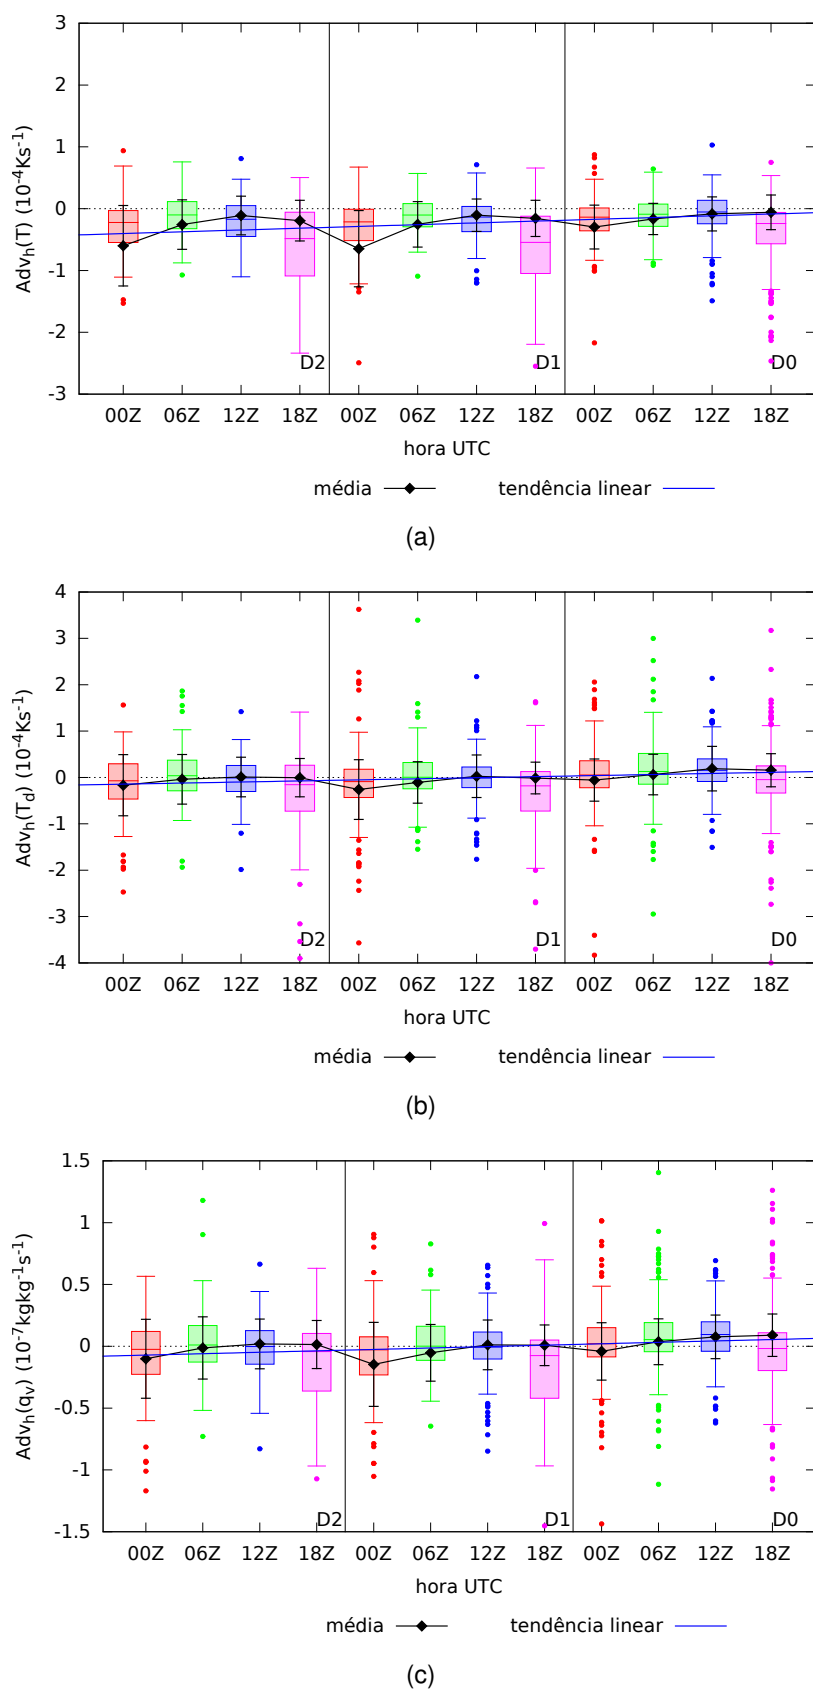 3
2
1
0
-1
-2
-3
Adv_h(T) (10^-4Ks^-1)
D2
D1
D0
00Z 06Z 12Z 18Z 00Z 06Z 12Z 18Z 00Z 06Z 12Z 18Z
hora UTC
média tendência linear
(a)
4
3
2
1
0
-1
-2
-3
-4
Adv_h(T_d) (10^-4Ks^-1)
D2
D1
D0
00Z 06Z 12Z 18Z 00Z 06Z 12Z 18Z 00Z 06Z 12Z 18Z
hora UTC
média tendência linear
(b)
1.5
1
0.5
0
-0.5
-1
-1.5
Adv_h(q_v) (10^-7kgkg^-1s^-1)
D2
D1
D0
00Z 06Z 12Z 18Z 00Z 06Z 12Z 18Z 00Z 06Z 12Z 18Z
hora UTC
média tendência linear
(c)